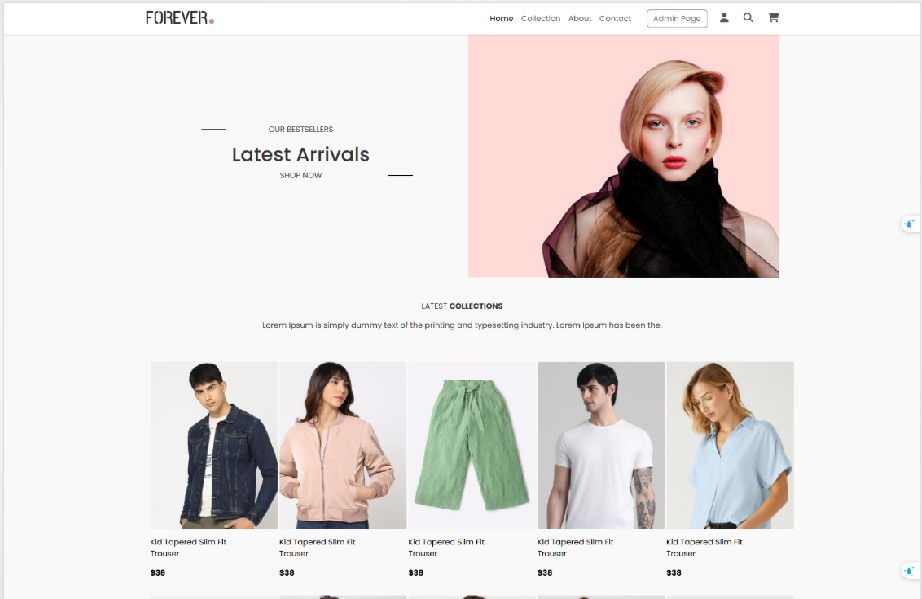 FOREVER.
Home Collection About Contact Admin Page
OUR BESTSELLERS
Latest Arrivals
SHOP NOW
LATEST COLLECTIONS
Lorem Ipsum is simply dummy text of the printing and typesetting industry. Lorem Ipsum has been the.
Kid Tapered Slim Fit
Trouser
$38
Kid Tapered Slim Fit
Trouser
$38
Kid Tapered Slim Fit
Trouser
$38
Kid Tapered Slim Fit
Trouser
$38
Kid Tapered Slim Fit
Trouser
$38